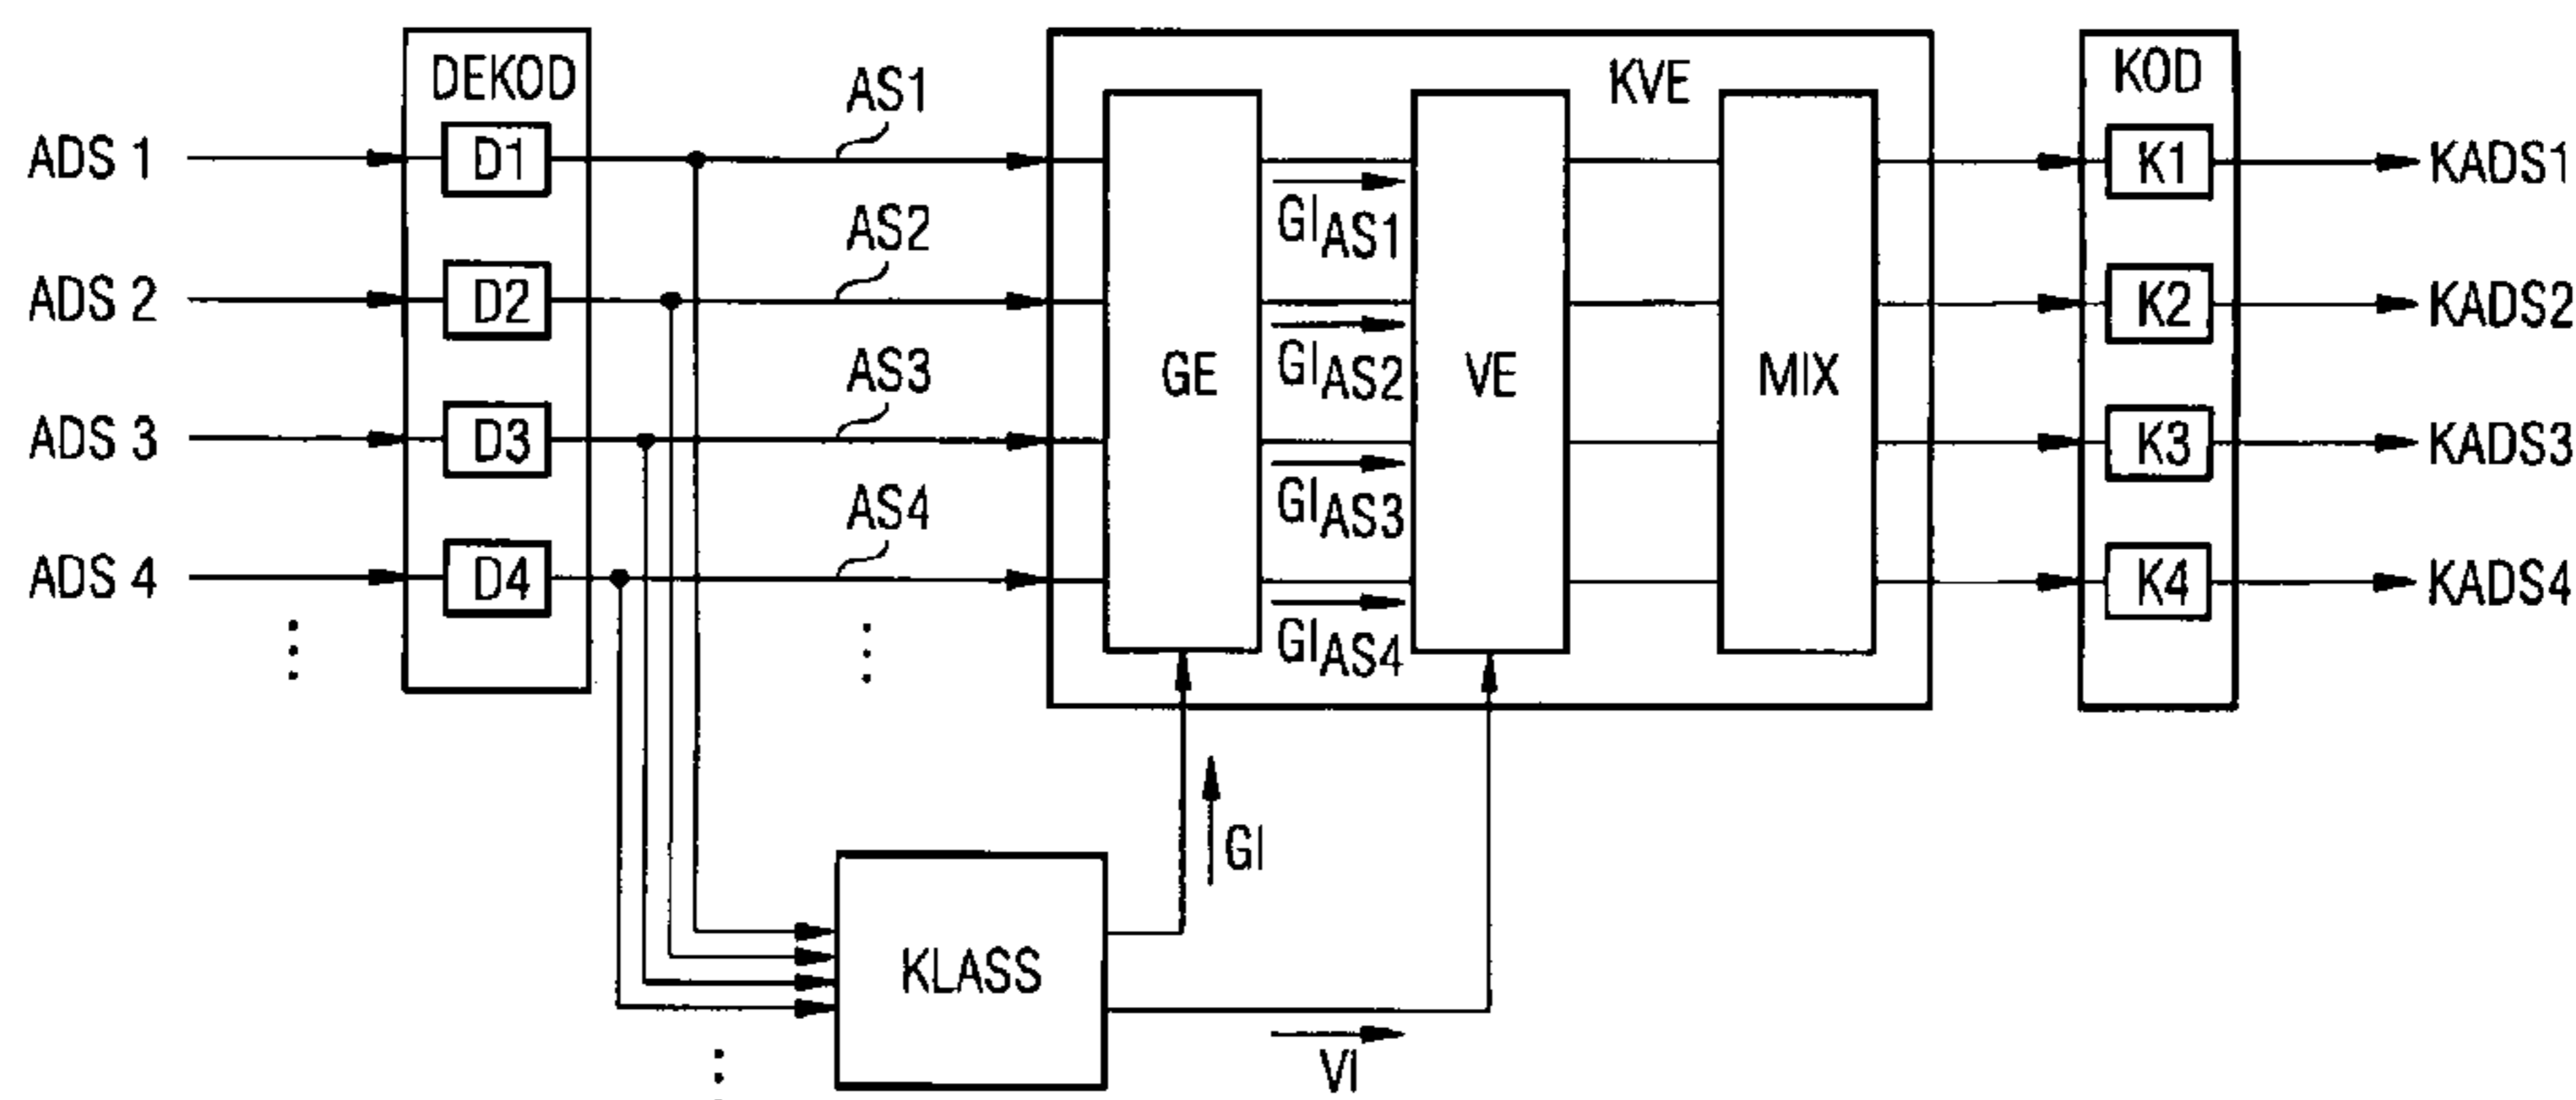 DEKOD
KVE
KOD
ADS 1
D1
AS1
K1
KADS1
GI AS1
ADS 2
D2
AS2
K2
KADS2
GI AS2
GE
VE
MIX
ADS 3
D3
AS3
K3
KADS3
GI AS3
ADS 4
D4
AS4
K4
KADS4
GI AS4
GI
KLASS
VI